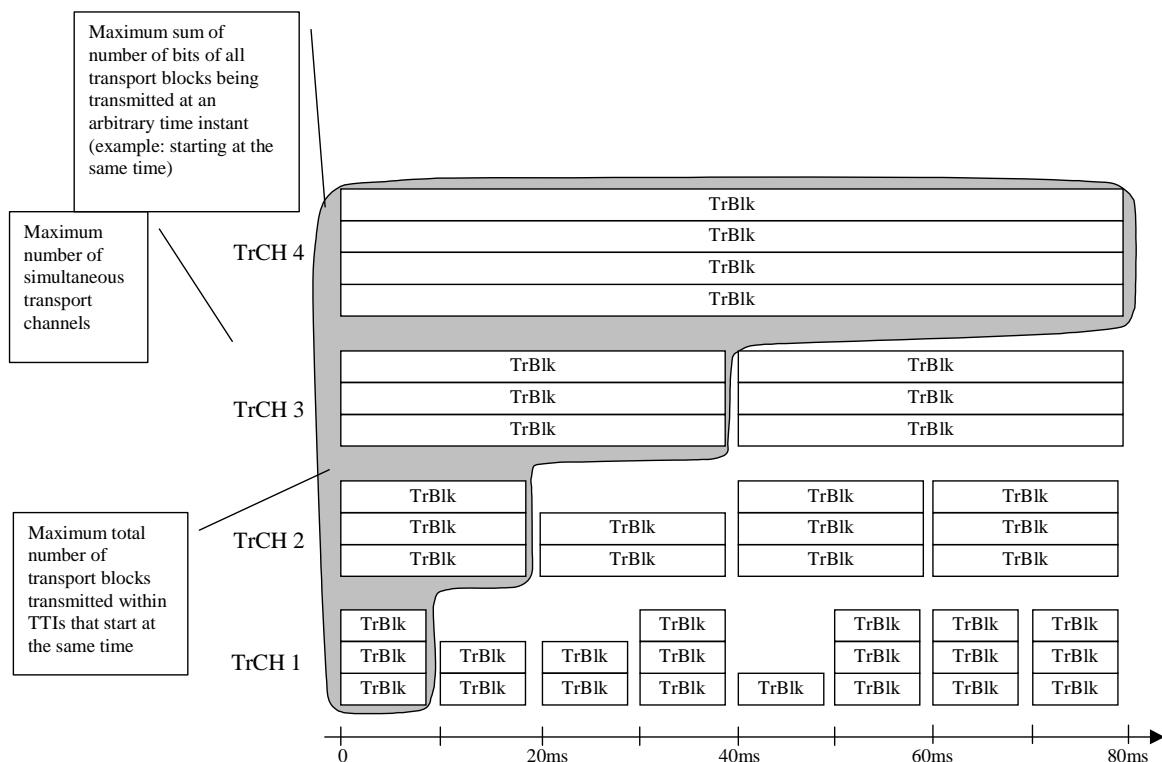 Maximum sum of
number of bits of all
transport blocks being
transmitted at an
arbitrary time instant
(example: starting at the
same time)
Maximum
number of
simultaneous
transport
channels
Maximum total
number of
transport blocks
transmitted within
TTIs that start at
the same time
TrCH 4
TrBlk
TrBlk
TrBlk
TrBlk
TrCH 3
TrBlk TrBlk
TrBlk TrBlk
TrBlk TrBlk
TrCH 2
TrBlk TrBlk TrBlk
TrBlk TrBlk TrBlk TrBlk
TrBlk TrBlk TrBlk TrBlk
TrCH 1
TrBlk TrBlk TrBlk TrBlk TrBlk
TrBlk TrBlk TrBlk TrBlk TrBlk TrBlk TrBlk
TrBlk TrBlk TrBlk TrBlk TrBlk TrBlk TrBlk TrBlk
0 20ms 40ms 60ms 80ms